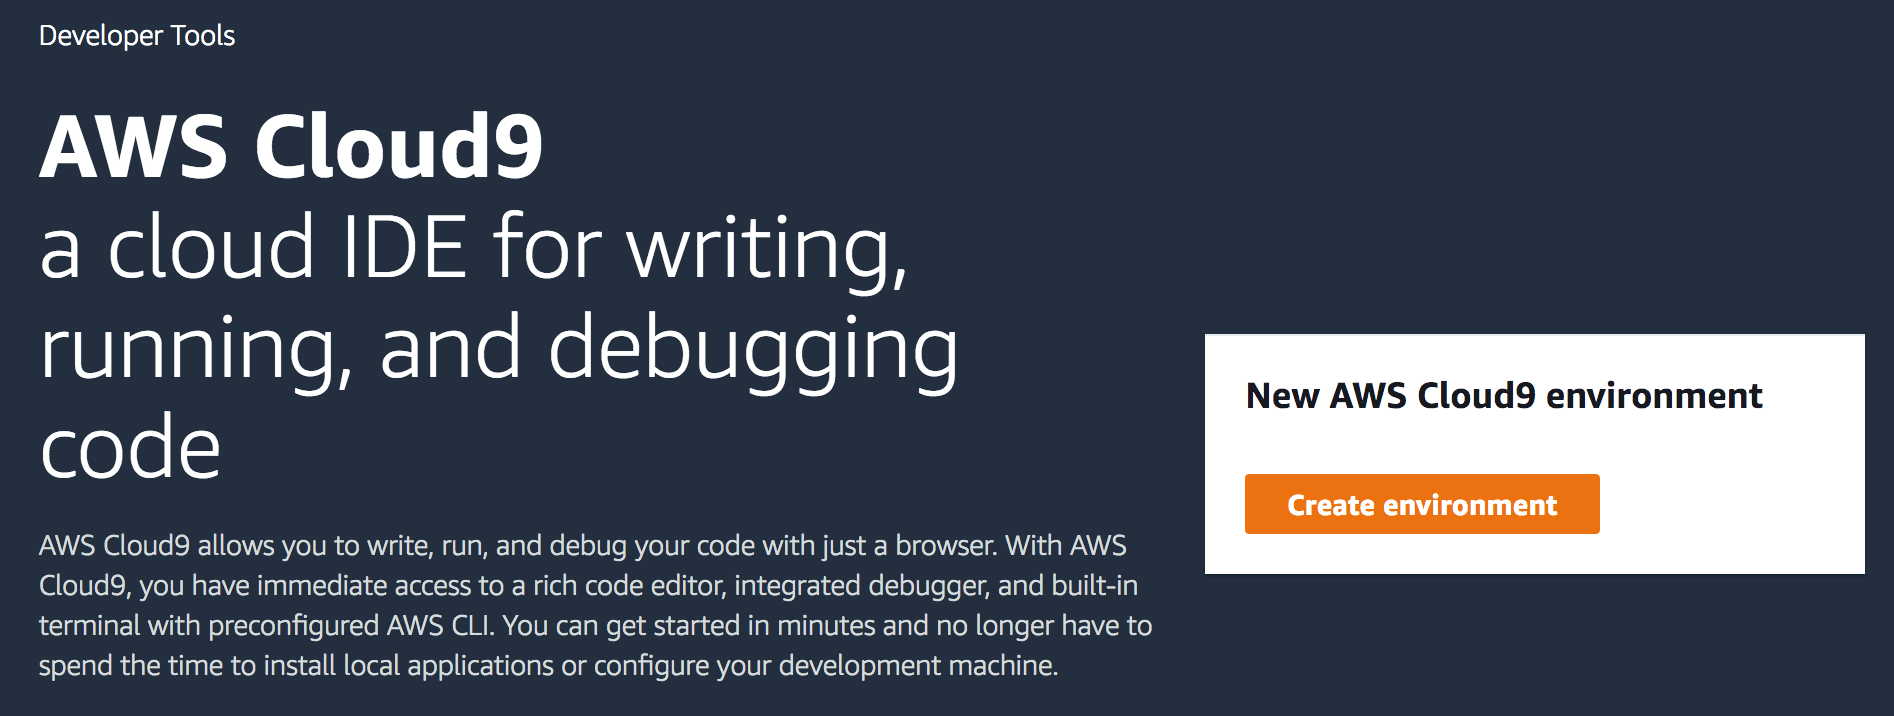 Developer Tools
AWS Cloud9
a cloud IDE for writing,
running, and debugging
code
AWS Cloud9 allows you to write, run, and debug your code with just a browser. With AWS
Cloud9, you have immediate access to a rich code editor, integrated debugger, and built-in
terminal with preconfigured AWS CLI. You can get started in minutes and no longer have to
spend the time to install local applications or configure your development machine.
New AWS Cloud9 environment
Create environment